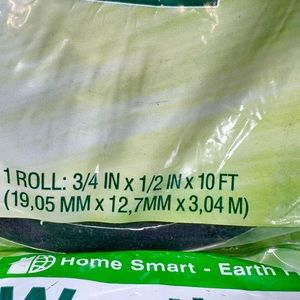 1 ROLL: 3/4 IN x 1/2 IN x 10 FT
(19,05 MM x 12,7MM x 3,04 M)
Home Smart - Earth